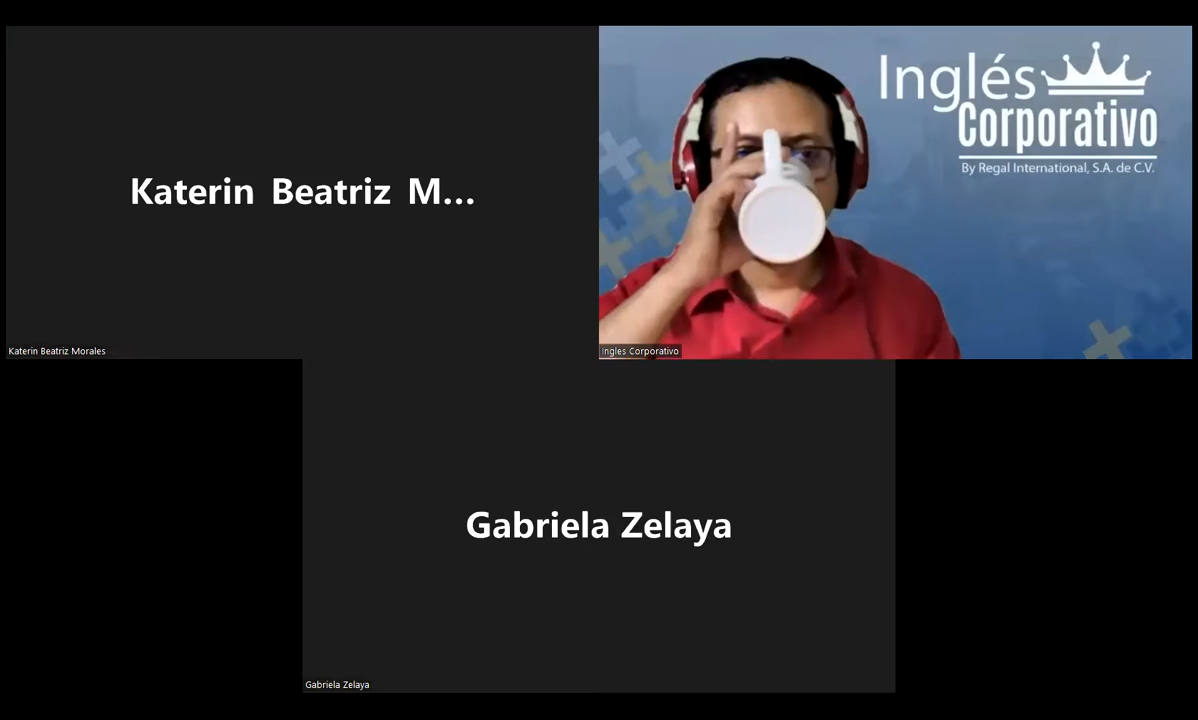 Katerin Beatriz M...
Katerin Beatriz Morales
Inglés
Corporativo
By Regal International, S.A. de C.V.
Ingles Corporativo
Gabriela Zelaya
Gabriela Zelaya